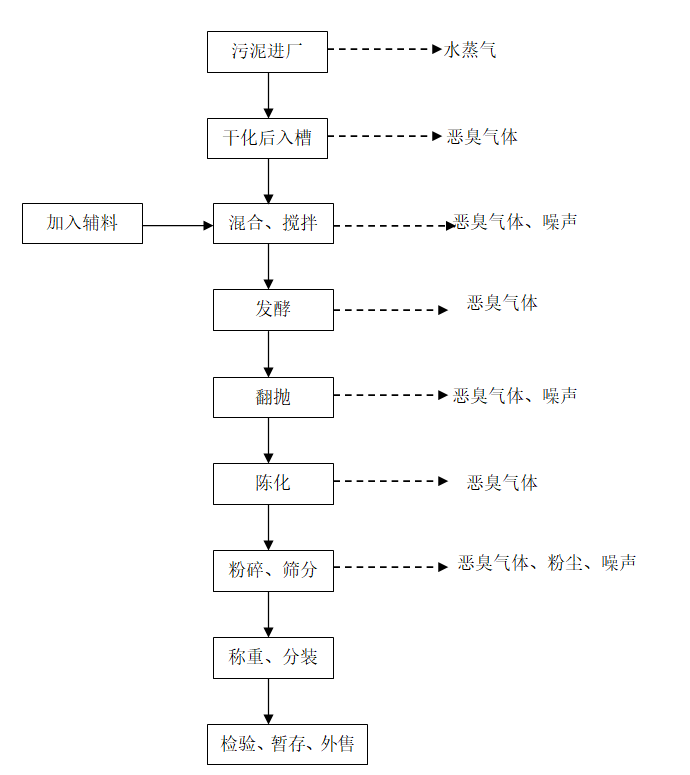 污泥进厂
水蒸气
干化后入槽
恶臭气体
加入辅料
混合、搅拌
恶臭气体、噪声
发酵
恶臭气体
翻抛
恶臭气体、噪声
陈化
恶臭气体
粉碎、筛分
恶臭气体、粉尘、噪声
称重、分装
检验、暂存、外售